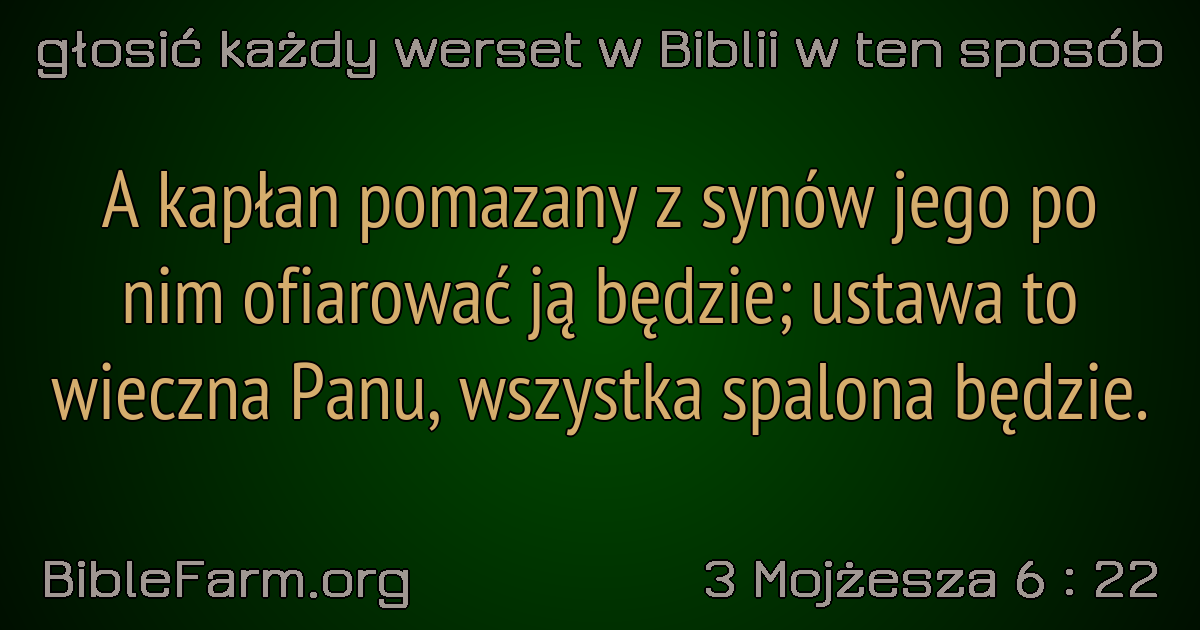 głosić każdy werset w Biblii w ten sposób
A kapłan pomazany z synów jego po
nim ofiarować ją będzie; ustawa to
wieczna Panu, wszystka spalona będzie.
BibleFarm.org
3 Mojżesza 6 : 22